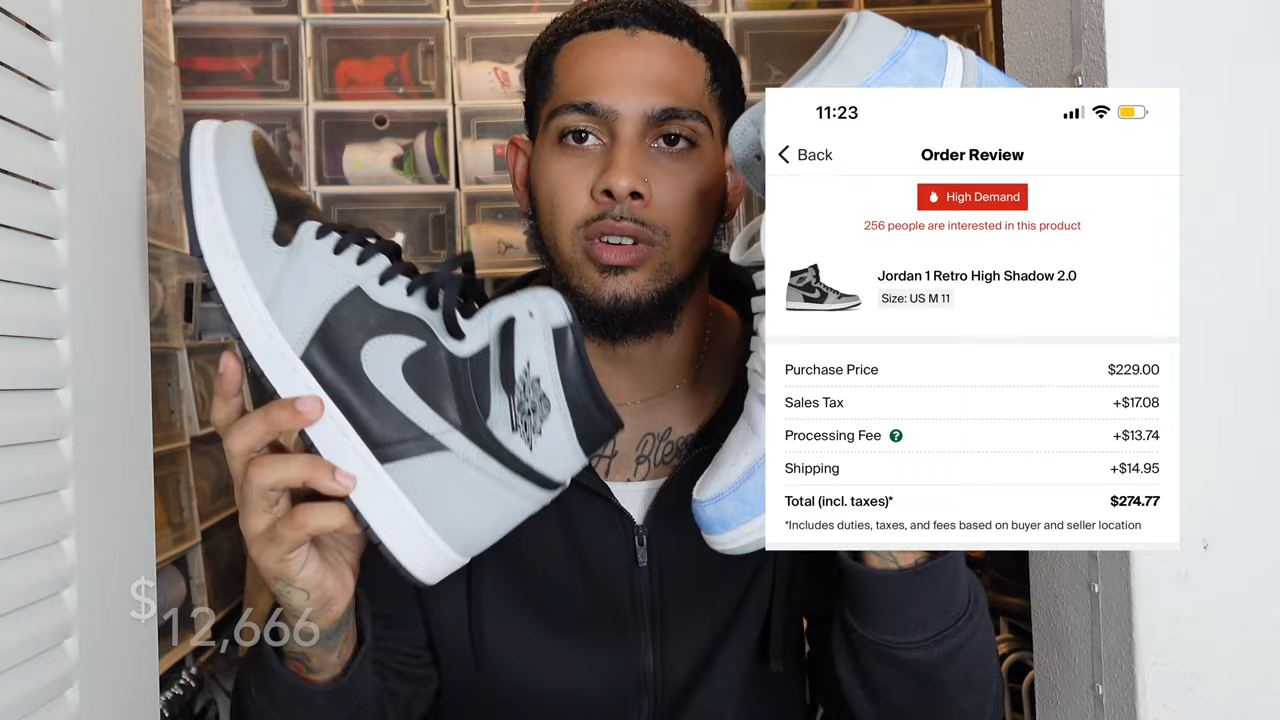 11:23
Back
Order Review
High Demand
256 people are interested in this product
Jordan 1 Retro High Shadow 2.0
Size: US M 11
Purchase Price $229.00
Sales Tax +$17.08
Processing Fee ? +$13.74
Shipping +$14.95
Total (incl. taxes)* $274.77
*Includes duties, taxes, and fees based on buyer and seller location
A Bless
$12,666